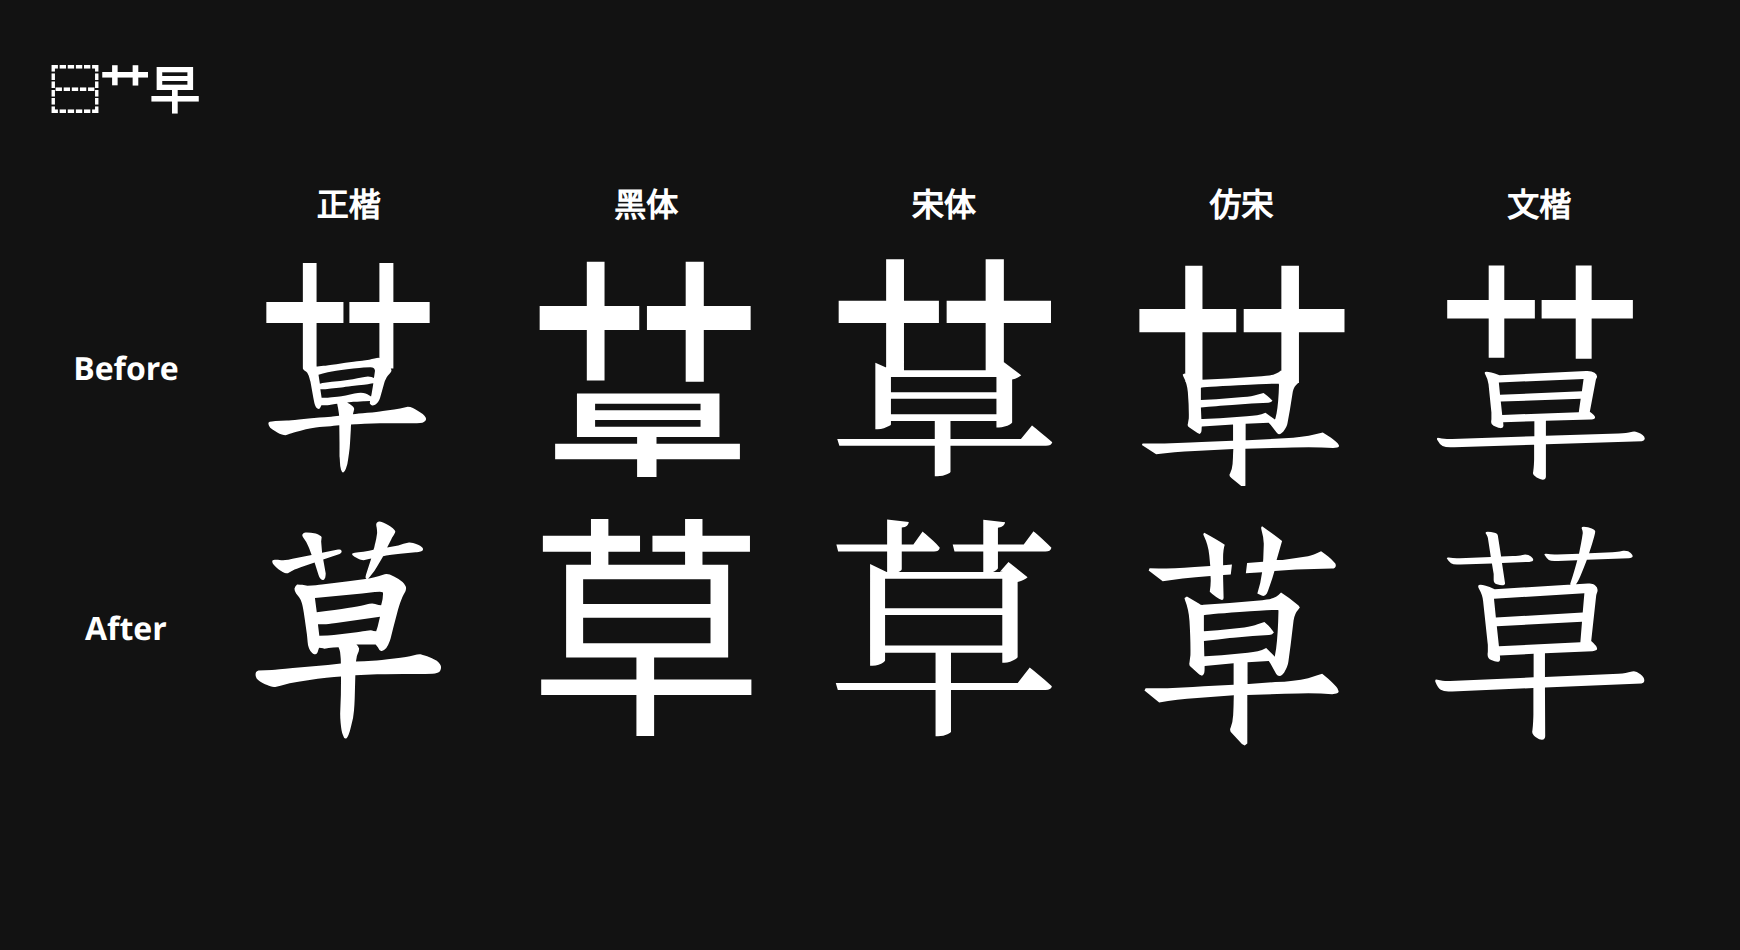 ⿱艹早
正楷 黑体 宋体 仿宋 文楷
Before 草 草 草 草 草
After 草 草 草 草 草